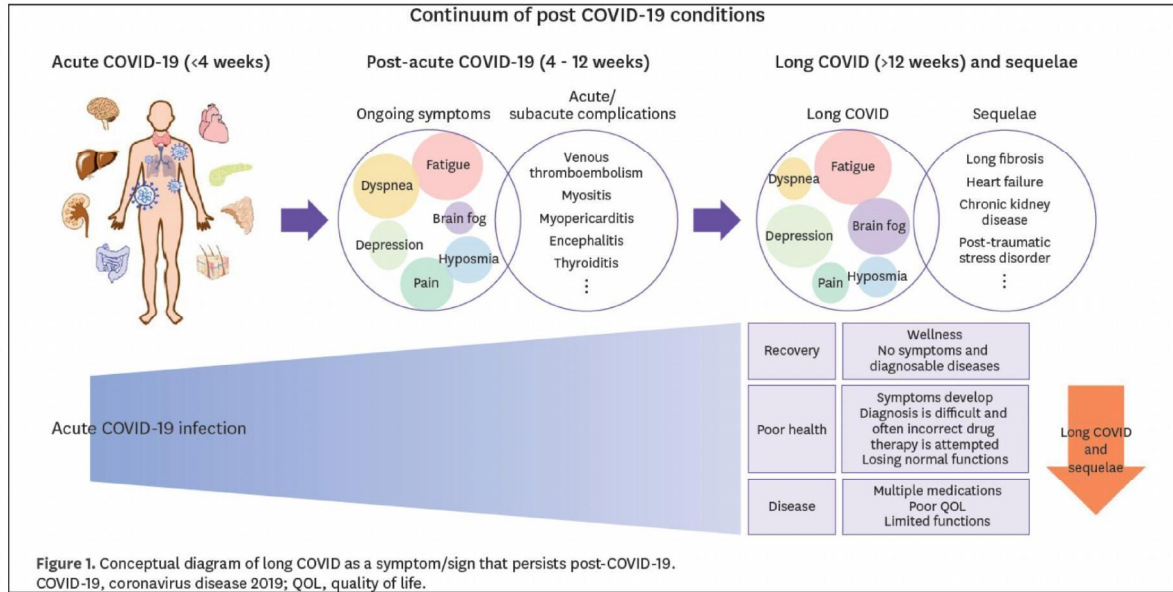 Continuum of post COVID-19 conditions
Acute COVID-19 (<4 weeks)
Post-acute COVID-19 (4 - 12 weeks)
Long COVID (>12 weeks) and sequelae
Ongoing symptoms
Acute/
subacute complications
Fatigue
Dyspnea
Brain fog
Depression
Hyposmia
Pain
Venous
thromboembolism
Myositis
Myopericarditis
Encephalitis
Thyroiditis
⋮
Long COVID
Sequelae
Fatigue
Dyspnea
Brain fog
Depression
Hyposmia
Pain
Long fibrosis
Heart failure
Chronic kidney
disease
Post-traumatic
stress disorder
⋮
Acute COVID-19 infection
Recovery
Wellness
No symptoms and
diagnosable diseases
Poor health
Symptoms develop
Diagnosis is difficult and
often incorrect drug
therapy is attempted
Losing normal functions
Disease
Multiple medications
Poor QOL
Limited functions
Long COVID
and
sequelae
Figure 1. Conceptual diagram of long COVID as a symptom/sign that persists post-COVID-19.
COVID-19, coronavirus disease 2019; QOL, quality of life.